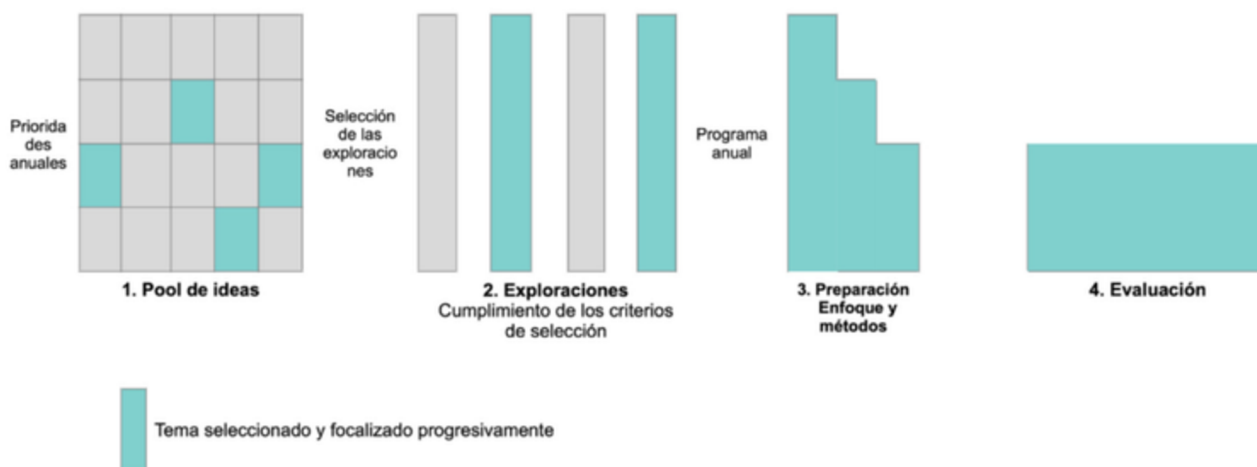 Priorida
des
anuales
Selección
de las
exploracio
nes
Programa
anual
1. Pool de ideas
2. Exploraciones
Cumplimiento de los criterios
de selección
3. Preparación
Enfoque y
métodos
4. Evaluación
Tema seleccionado y focalizado progresivamente